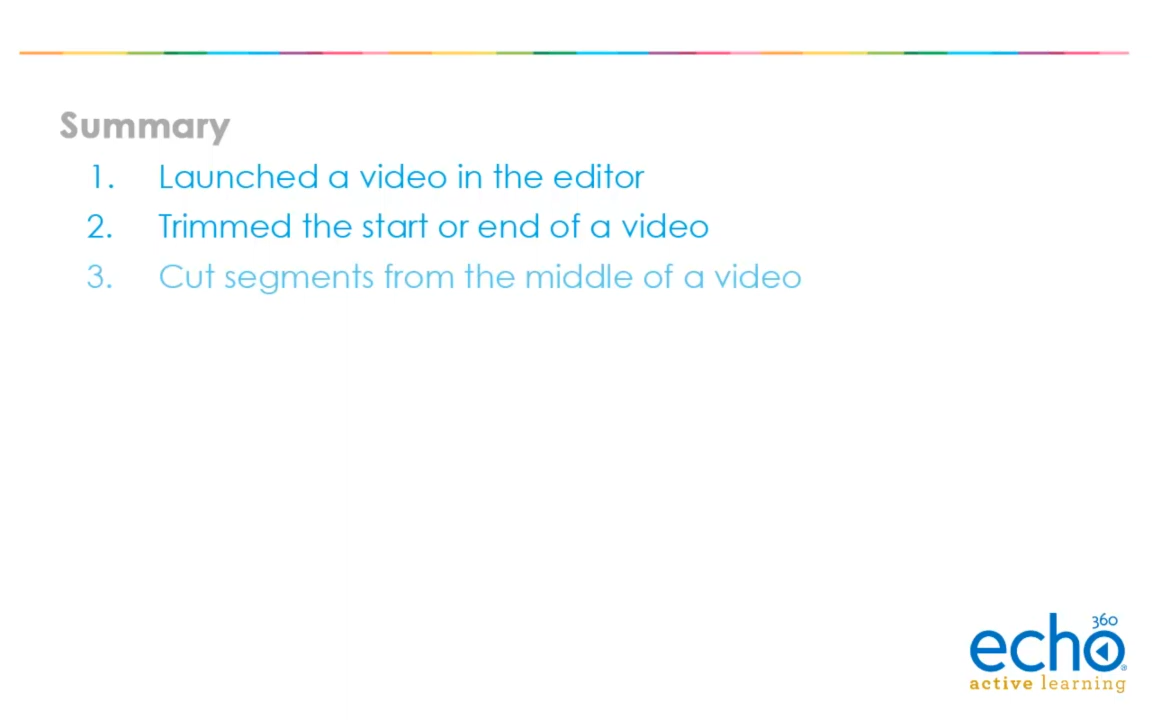 Summary
1. Launched a video in the editor
2. Trimmed the start or end of a video
3. Cut segments from the middle of a video
echo 360
®
active learning